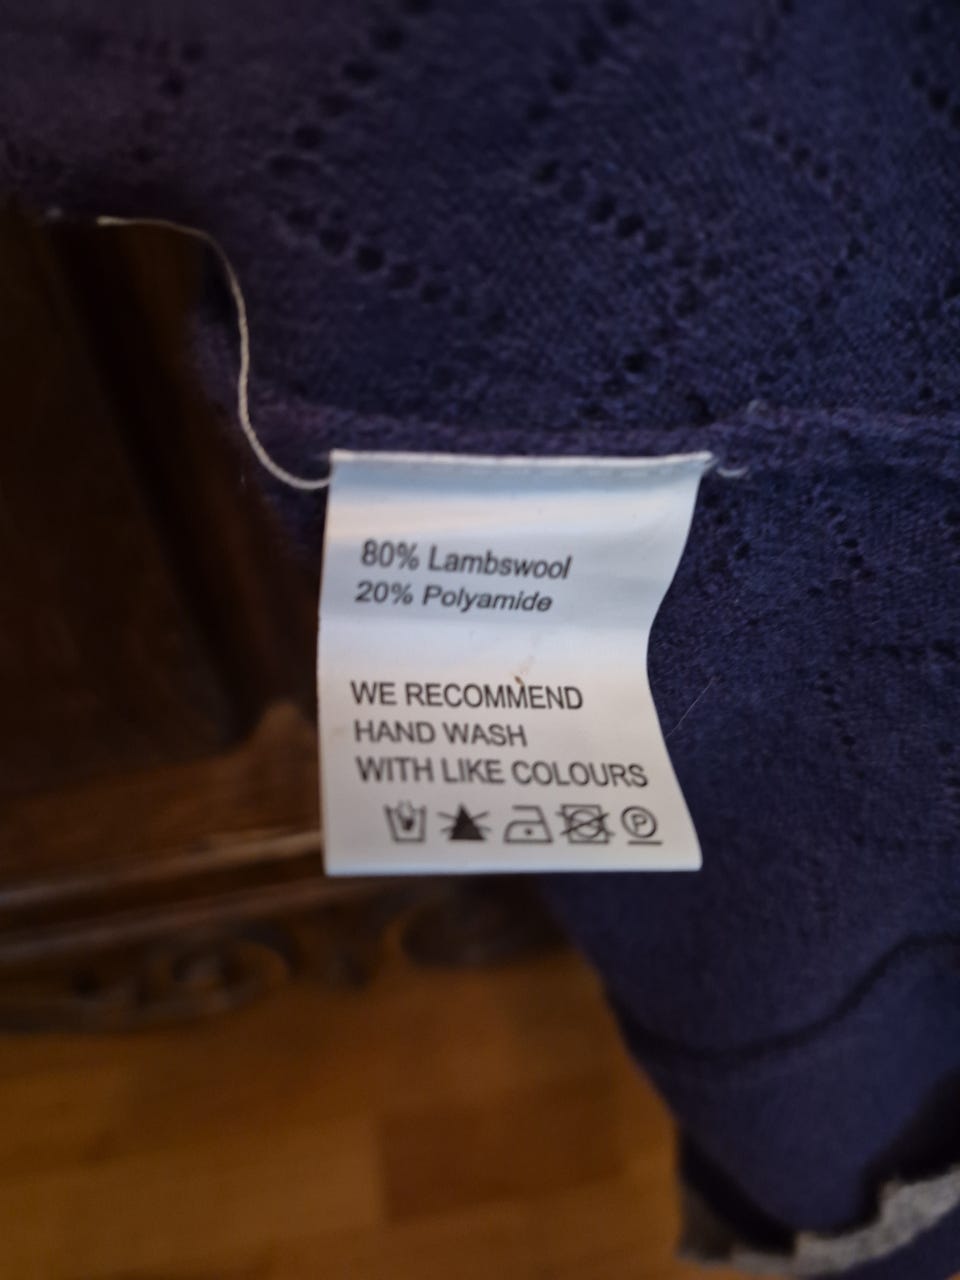 80% Lambswool
20% Polyamide
WE RECOMMEND
HAND WASH
WITH LIKE COLOURS
P